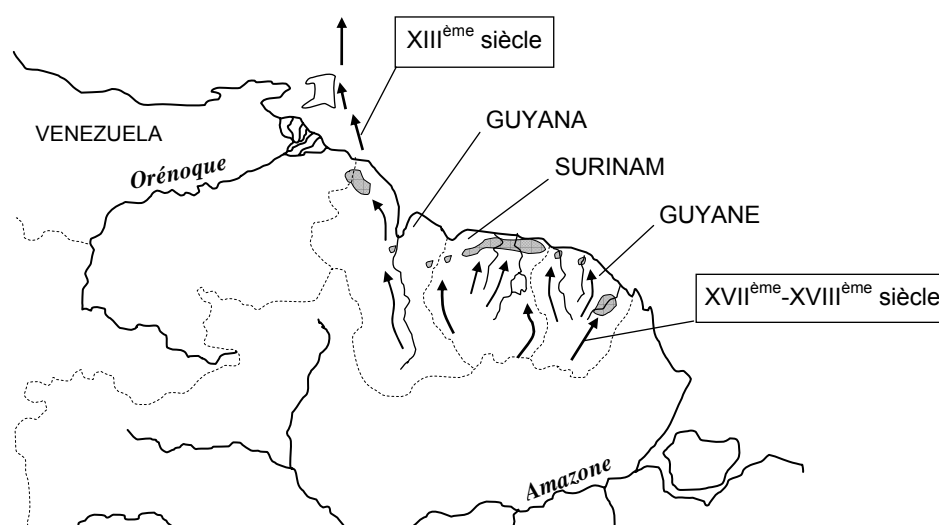 XIIIème siècle
VENEZUELA
GUYANA
Orénoque
SURINAM
GUYANE
XVIIème-XVIIIème siècle
Amazone